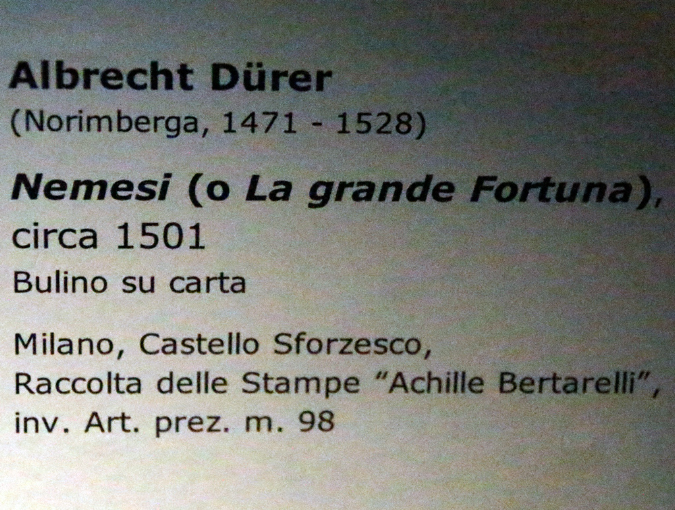 Albrecht Dürer
(Norimberga, 1471 - 1528)
Nemesi (o La grande Fortuna),
circa 1501
Bulino su carta
Milano, Castello Sforzesco,
Raccolta delle Stampe “Achille Bertarelli”,
inv. Art. prez. m. 98